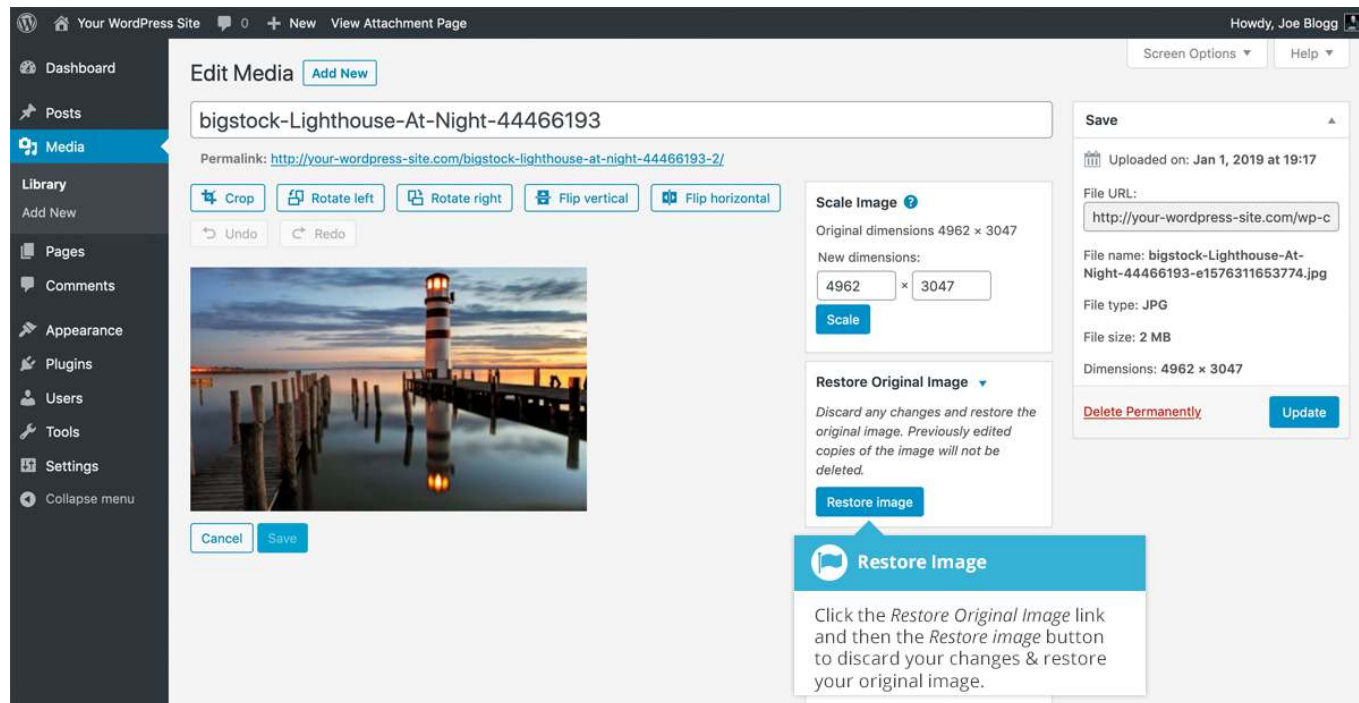 Your WordPress Site 0 New View Attachment Page Howdy, Joe Blogg
Screen Options Help
Dashboard
Posts
Media
Library
Add New
Pages
Comments
Appearance
Plugins
Users
Tools
Settings
Collapse menu
Edit Media Add New
bigstock-Lighthouse-At-Night-44466193
Permalink: http://your-wordpress-site.com/bigstock-lighthouse-at-night-44466193-2/
Crop Rotate left Rotate right Flip vertical Flip horizontal
Undo Redo
Cancel Save
Scale Image
Original dimensions 4962 × 3047
New dimensions:
4962 × 3047
Scale
Restore Original Image
Discard any changes and restore the
original image. Previously edited
copies of the image will not be
deleted.
Restore image
Restore Image
Click the Restore Original Image link
and then the Restore image button
to discard your changes & restore
your original image.
Save
Uploaded on: Jan 1, 2019 at 19:17
File URL:
http://your-wordpress-site.com/wp-c
File name: bigstock-Lighthouse-At-
Night-44466193-e1576311653774.jpg
File type: JPG
File size: 2 MB
Dimensions: 4962 × 3047
Delete Permanently Update